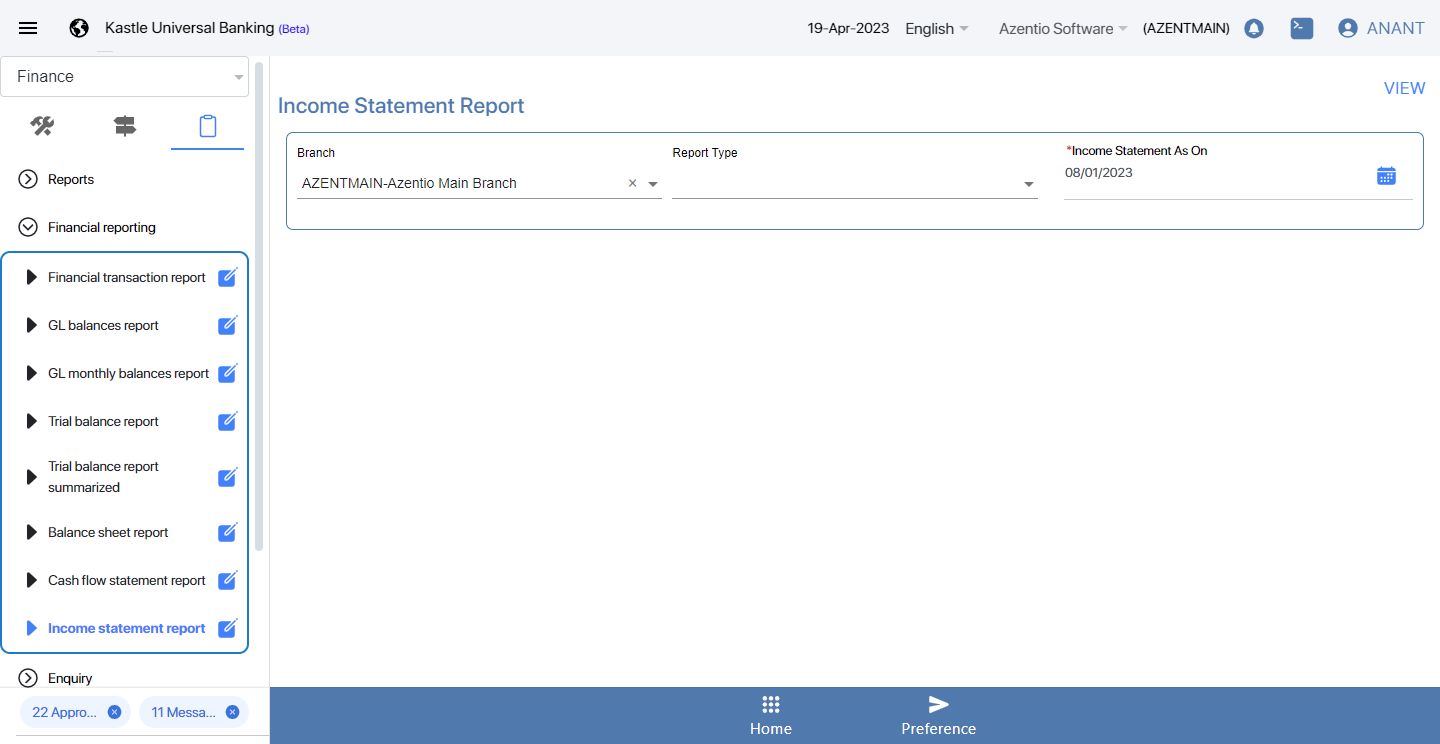 Kastle Universal Banking (Beta)
19-Apr-2023
English
Azentio Software
(AZENTMAIN)
ANANT
Finance
Reports
Financial reporting
Financial transaction report
GL balances report
GL monthly balances report
Trial balance report
Trial balance report
summarized
Balance sheet report
Cash flow statement report
Income statement report
Enquiry
22 Appro...
11 Messa...
VIEW
Income Statement Report
Branch
AZENTMAIN-Azentio Main Branch
Report Type
*Income Statement As On
08/01/2023
Home
Preference